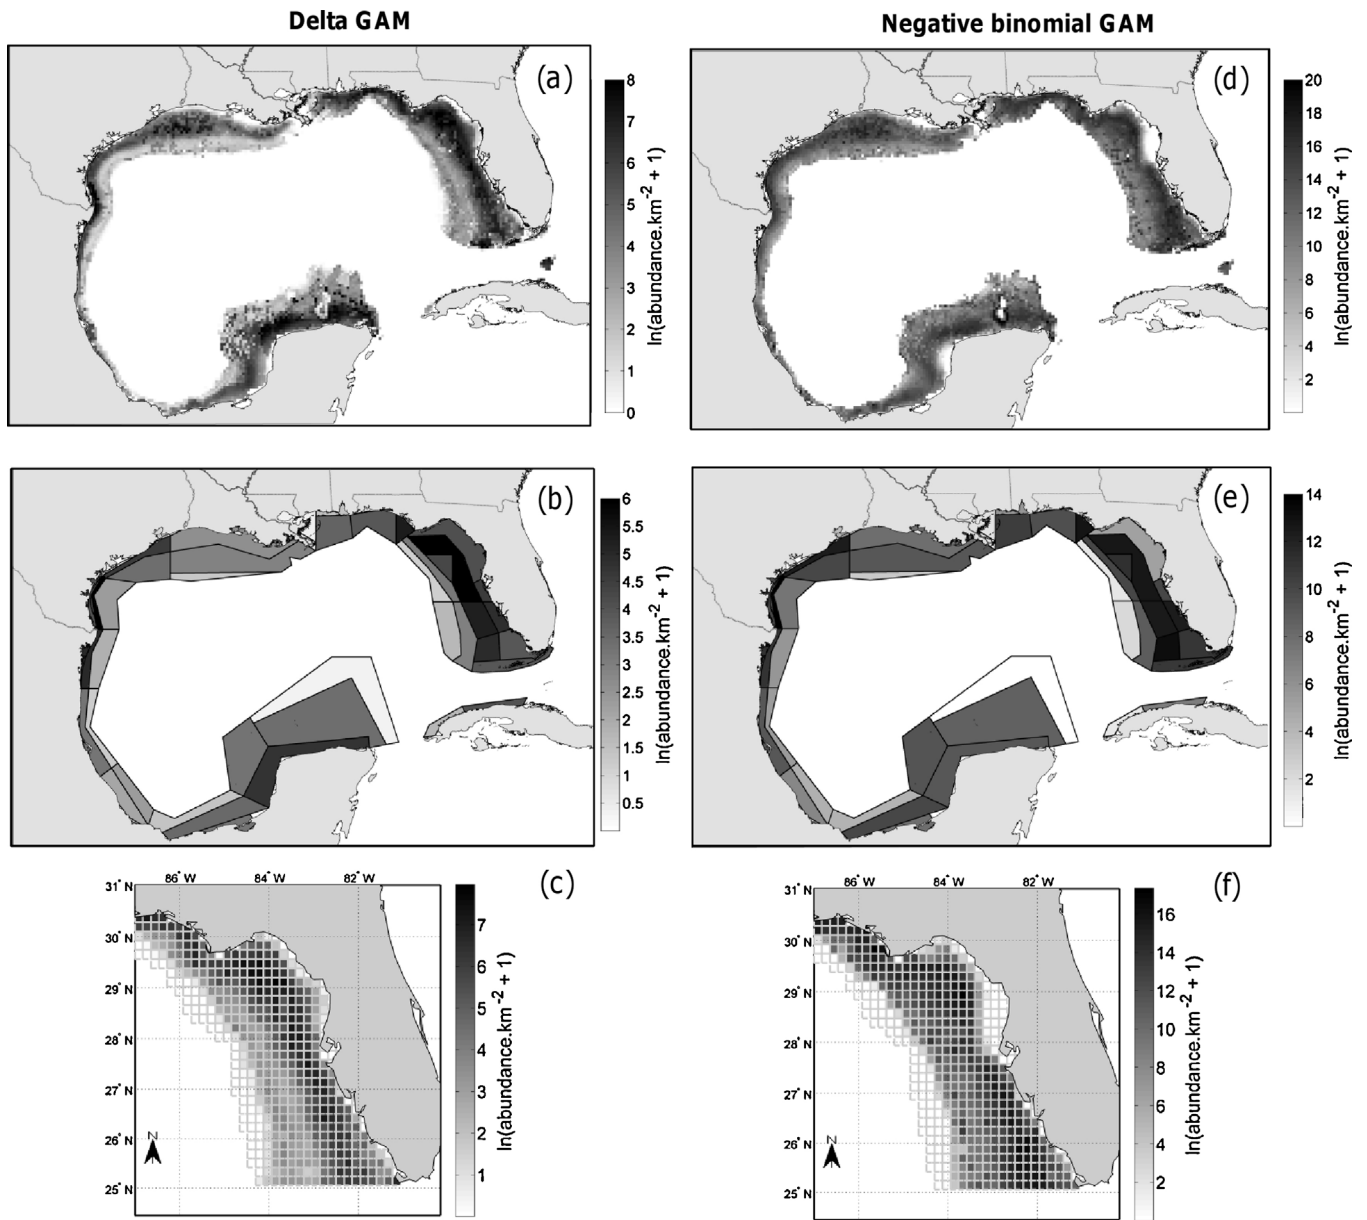 Delta GAM
Negative binomial GAM
(a)
8
7
6
5
4
3
2
1
0
ln(abundance.km-2 + 1)
(d)
20
18
16
14
12
10
8
6
4
2
ln(abundance.km-2 + 1)
(b)
6
5.5
5
4.5
4
3.5
3
2.5
2
1.5
1
0.5
ln(abundance.km-2 + 1)
(e)
14
12
10
8
6
4
2
ln(abundance.km-2 + 1)
(c)
86° W 84° W 82° W
31° N
30° N
29° N
28° N
27° N
26° N
25° N
N
7
6
5
4
3
2
1
ln(abundance.km-2 + 1)
(f)
86° W 84° W 82° W
31° N
30° N
29° N
28° N
27° N
26° N
25° N
N
16
14
12
10
8
6
4
2
ln(abundance.km-2 + 1)